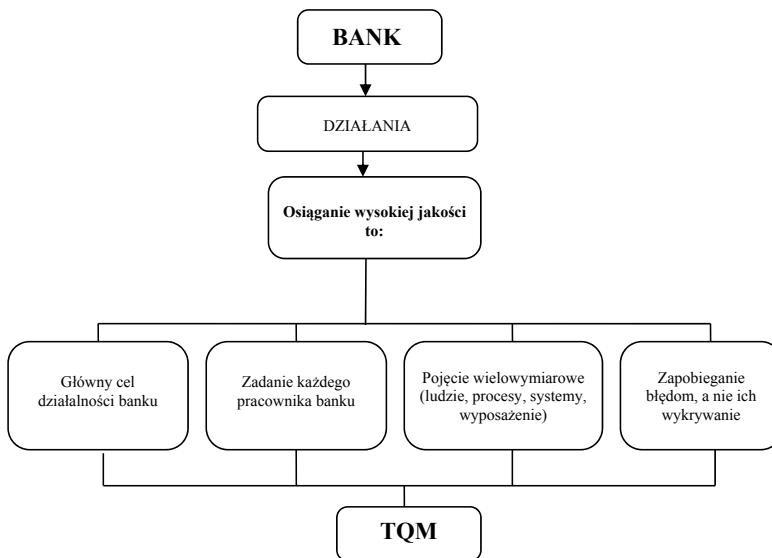 BANK
DZIAŁANIA
Osiąganie wysokiej jakości
to:
Główny cel
działalności banku
Zadanie każdego
pracownika banku
Pojęcie wielowymiarowe
(ludzie, procesy, systemy,
wyposażenie)
Zapobieganie
błędom, a nie ich
wykrywanie
TQM